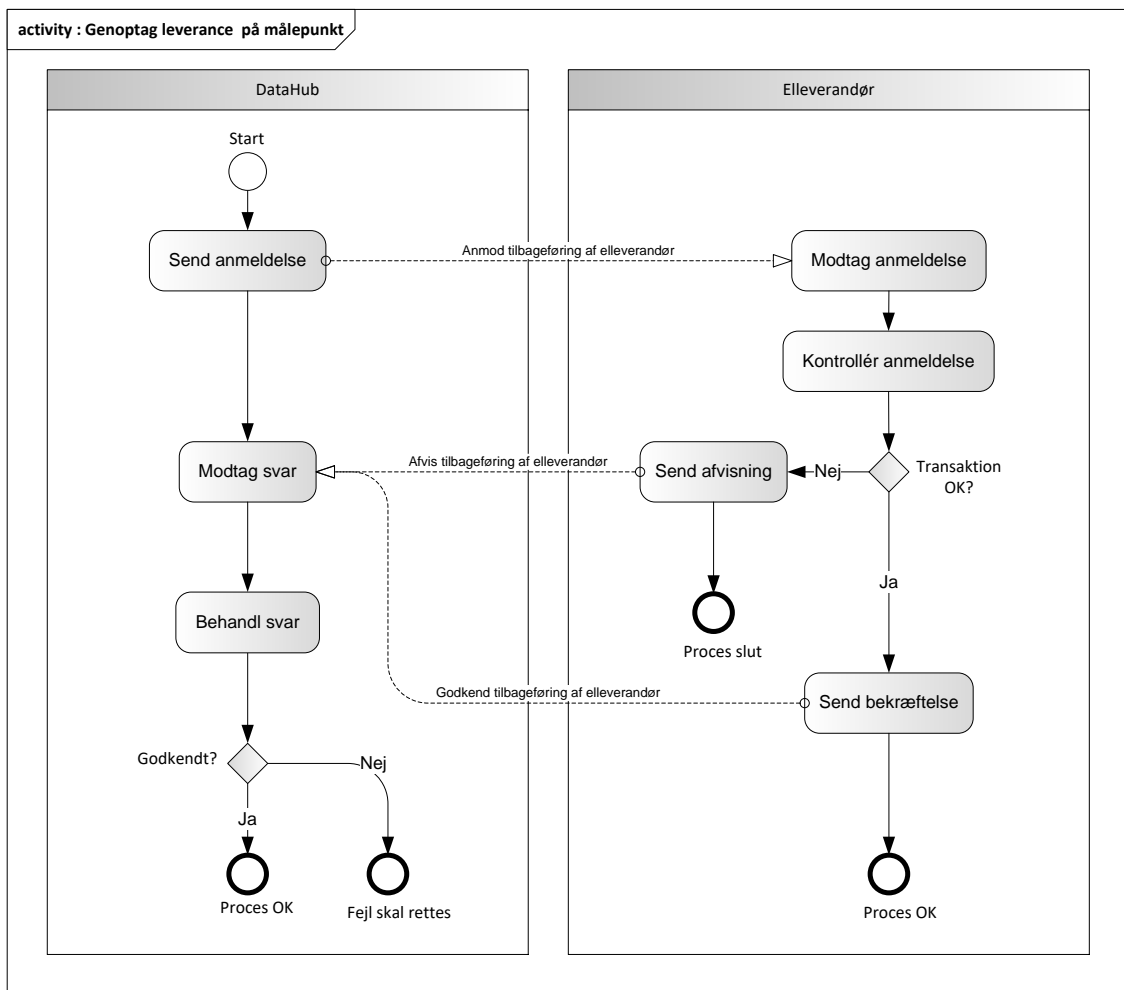 activity : Genoptag leverance  på målepunkt
DataHub
Elleverandør
Start
Send anmeldelse
Anmod tilbageføring af elleverandør
Modtag anmeldelse
Kontrollér anmeldelse
Modtag svar
Afvis tilbageføring af elleverandør
Send afvisning
Nej
Transaktion
OK?
Ja
Behandl svar
Proces slut
Godkend tilbageføring af elleverandør
Send bekræftelse
Godkendt?
Nej
Ja
Proces OK
Fejl skal rettes
Proces OK